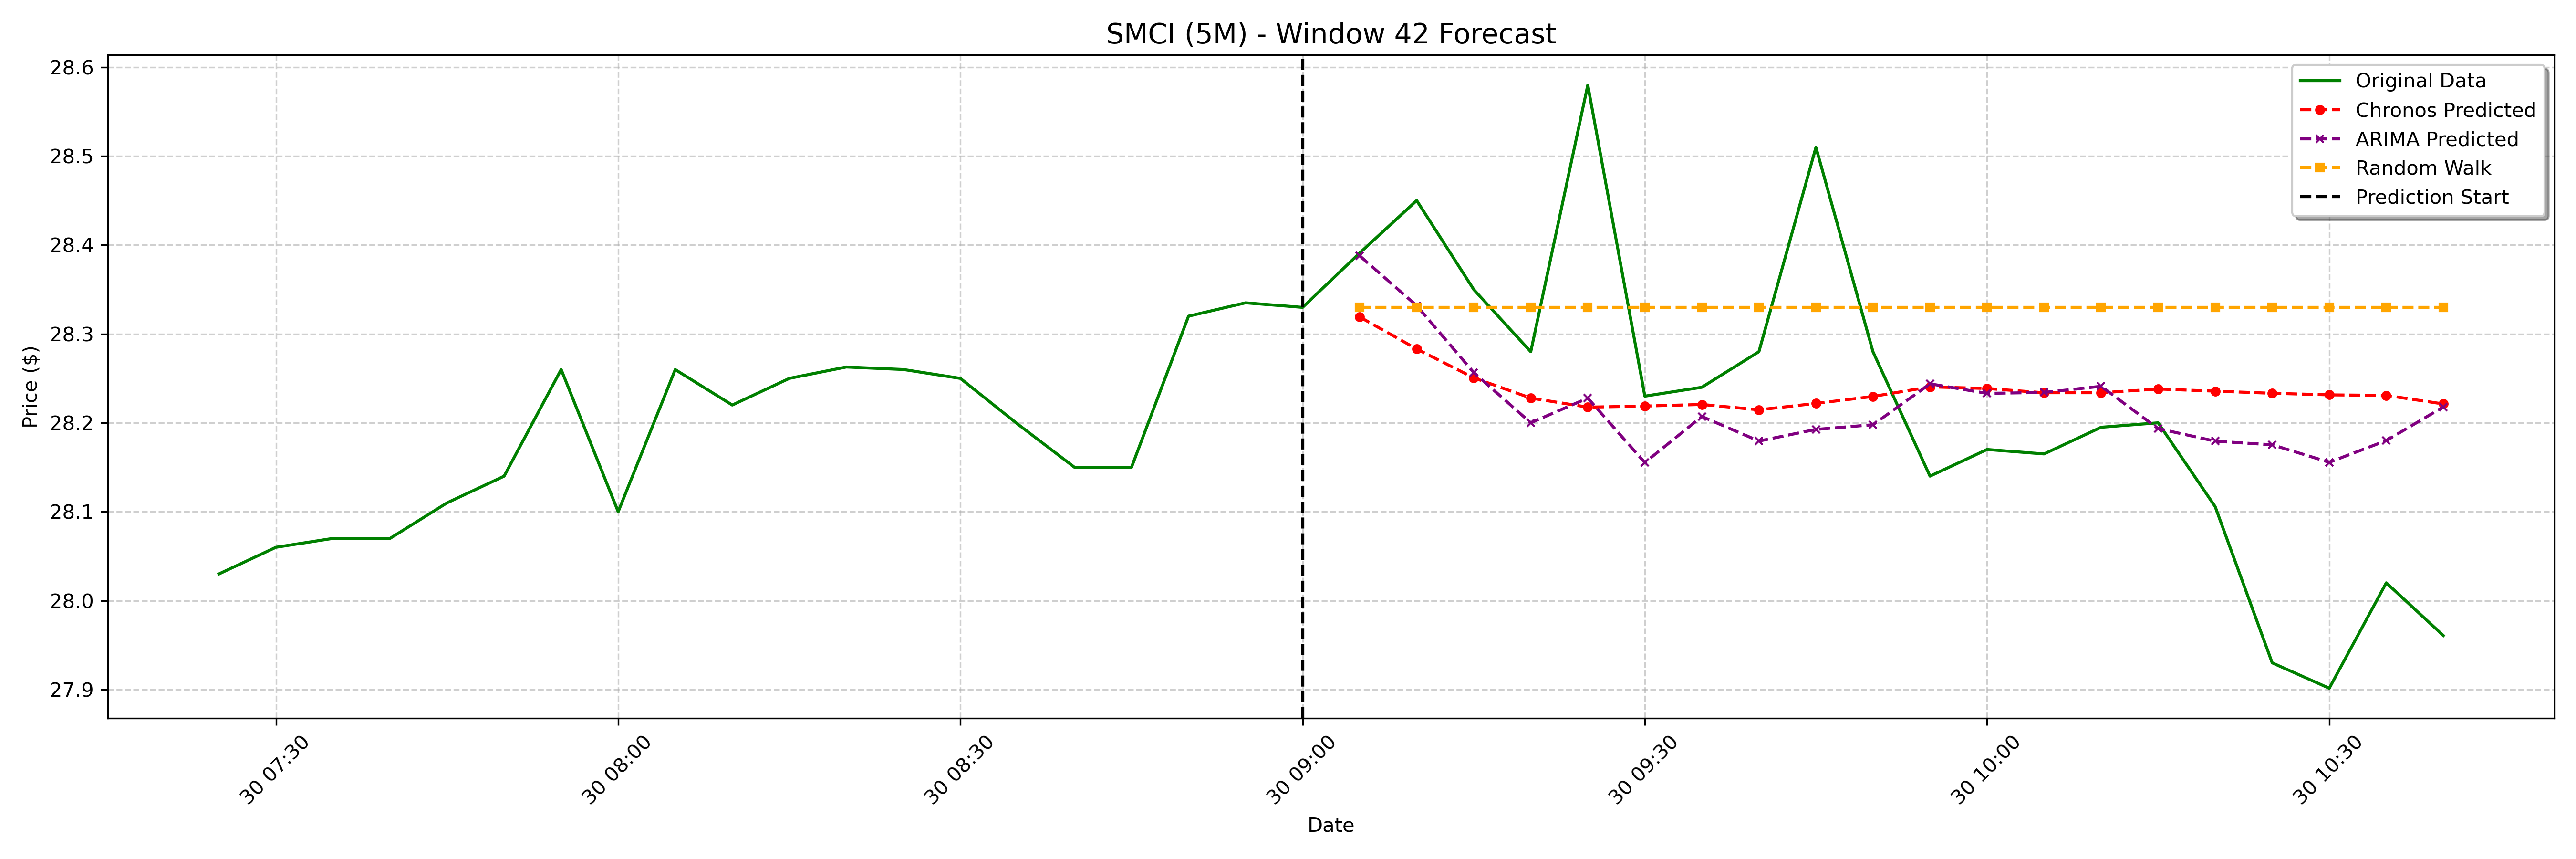 SMCI (5M) - Window 42 Forecast
28.6
28.5
28.4
28.3
28.2
28.1
28.0
27.9
Price ($)
Original Data
Chronos Predicted
ARIMA Predicted
Random Walk
Prediction Start
30 07:30
30 08:00
30 08:30
30 09:00
30 09:30
30 10:00
30 10:30
Date